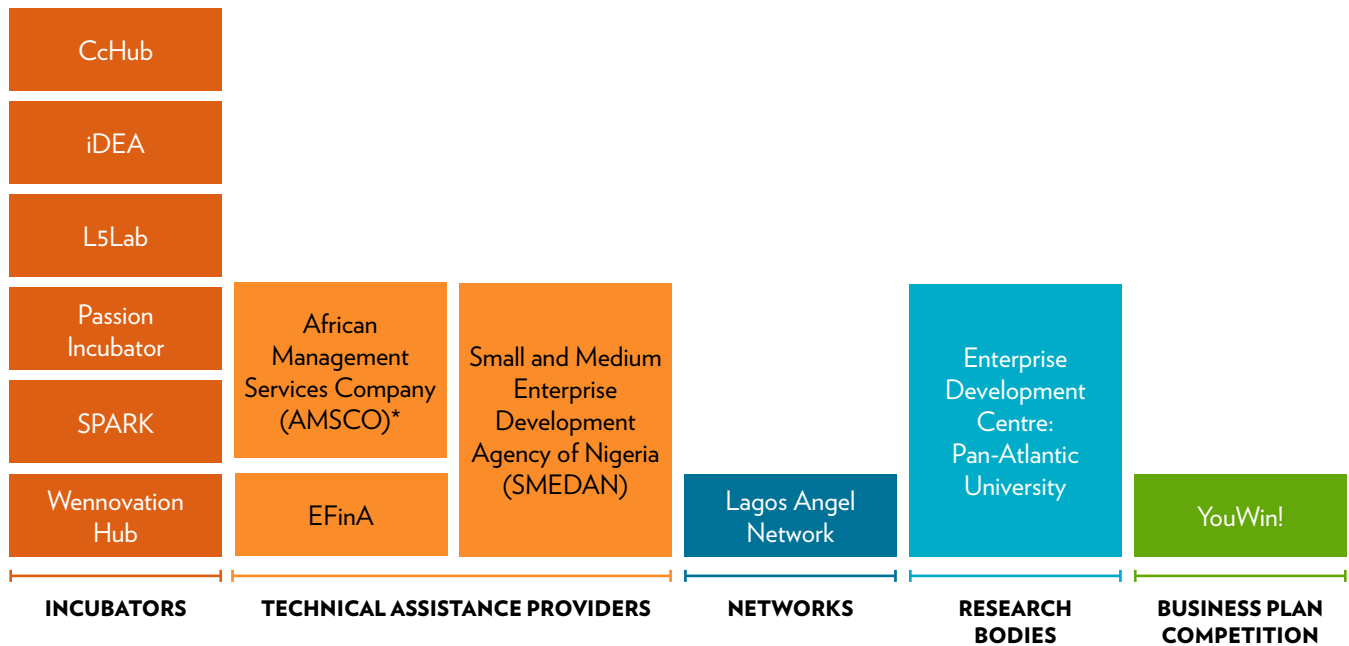 CcHub
iDEA
L5Lab
Passion
Incubator
SPARK
Wennovation
Hub
African
Management
Services Company
(AMSCO)*
EFinA
Small and Medium
Enterprise
Development
Agency of Nigeria
(SMEDAN)
Lagos Angel
Network
Enterprise
Development
Centre:
Pan-Atlantic
University
YouWin!
INCUBATORS
TECHNICAL ASSISTANCE PROVIDERS
NETWORKS
RESEARCH
BODIES
BUSINESS PLAN
COMPETITION